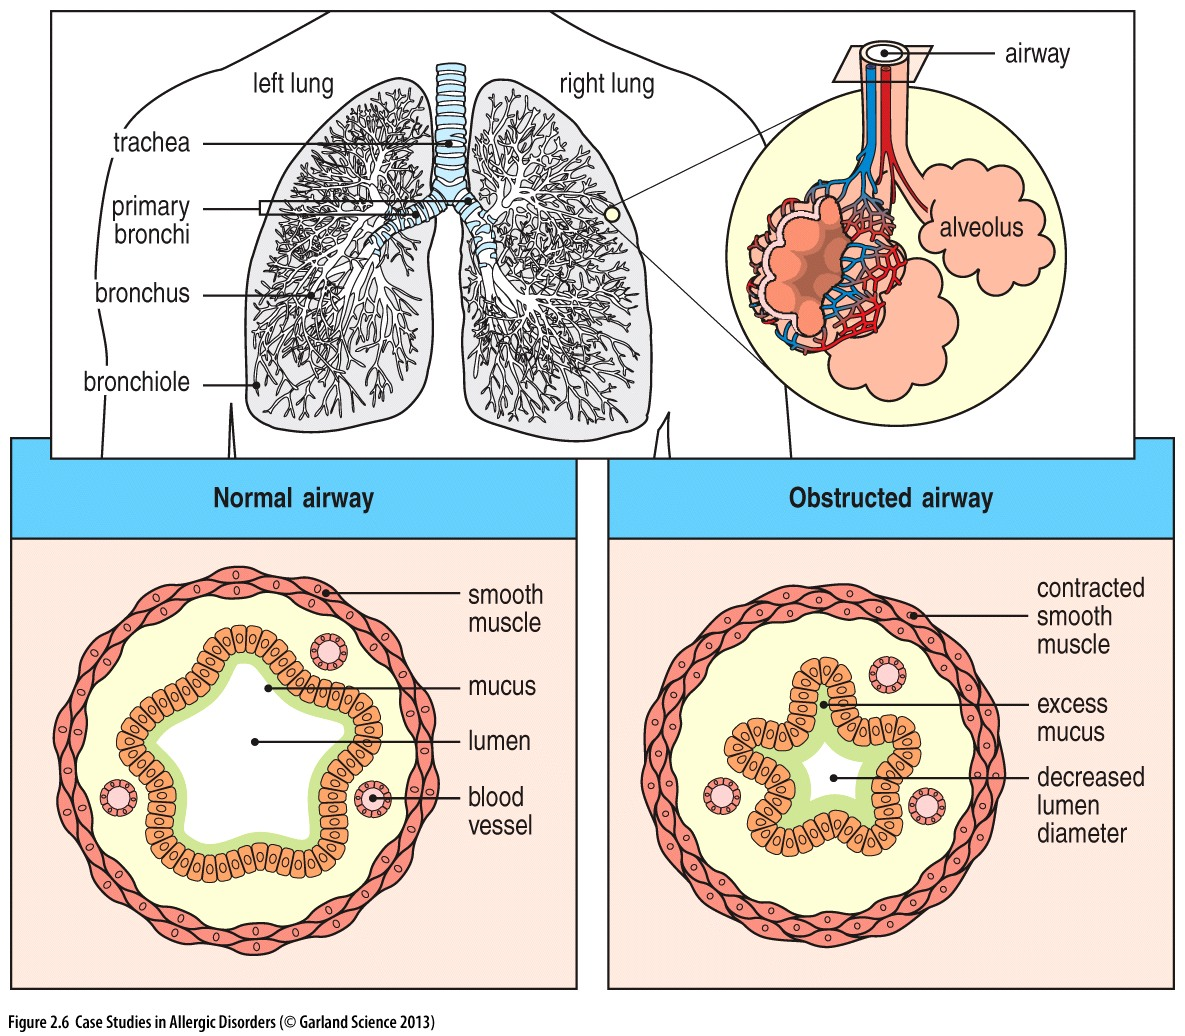 left lung
right lung
airway
trachea
primary
bronchi
alveolus
bronchus
bronchiole
Normal airway
Obstructed airway
smooth
muscle
mucus
lumen
blood
vessel
contracted
smooth
muscle
excess
mucus
decreased
lumen
diameter
Figure 2.6 Case Studies in Allergic Disorders (© Garland Science 2013)